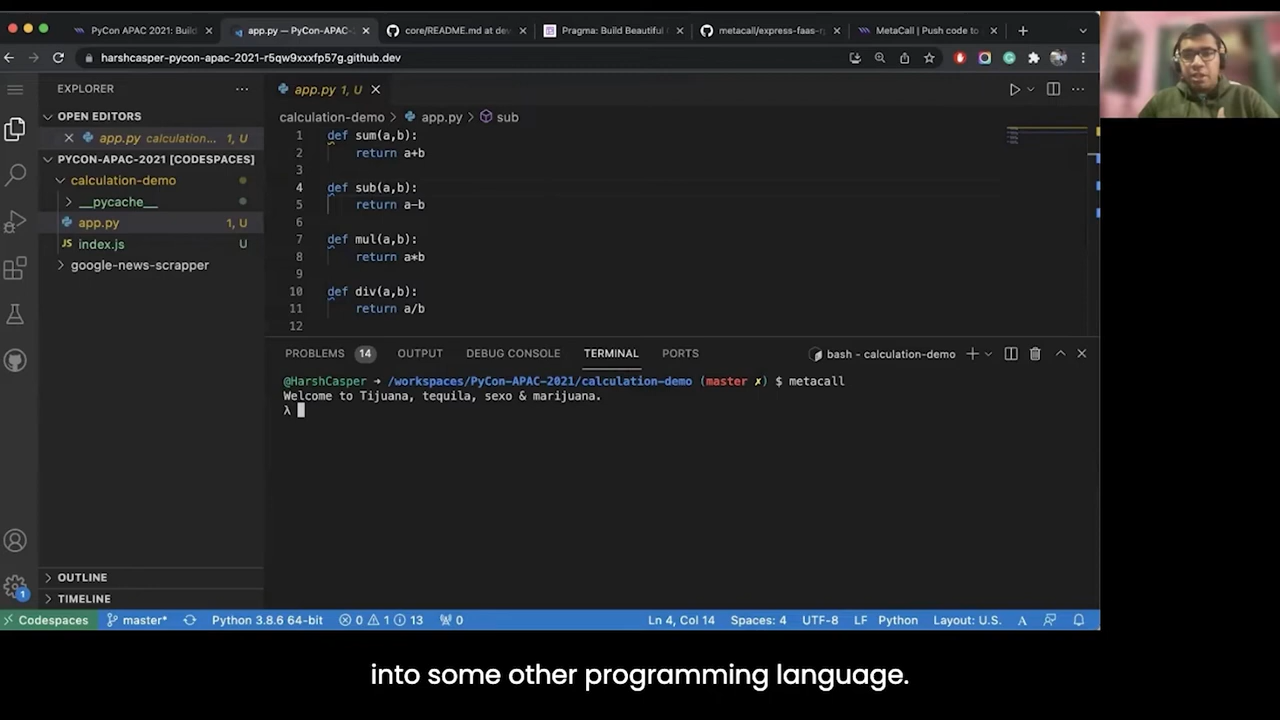 PyCon APAC 2021: Buil
app.py — PyCon-APAC-
core/README.md at de
Pragma: Build Beautiful
metacall/express-faas-r
MetaCall | Push code to
harshcasper-pycon-apac-2021-r5qw9xxxfp57g.github.dev
EXPLORER
app.py 1, U
OPEN EDITORS
calculation-demo > app.py > sub
app.py calculation... 1, U
PYCON-APAC-2021 [CODESPACES]
calculation-demo
__pycache__
app.py 1, U
JS index.js U
google-news-scrapper
1 def sum(a,b):
2 return a+b
3
4 def sub(a,b):
5 return a-b
6
7 def mul(a,b):
8 return a*b
9
10 def div(a,b):
11 return a/b
12
PROBLEMS 14 OUTPUT DEBUG CONSOLE TERMINAL PORTS bash - calculation-demo
@HarshCasper → /workspaces/PyCon-APAC-2021/calculation-demo (master ✗) $ metacall
Welcome to Tijuana, tequila, sexo & marijuana.
λ
OUTLINE
TIMELINE
1
Codespaces master* Python 3.8.6 64-bit 0 1 13 0 Ln 4, Col 14 Spaces: 4 UTF-8 LF Python Layout: U.S.
into some other programming language.